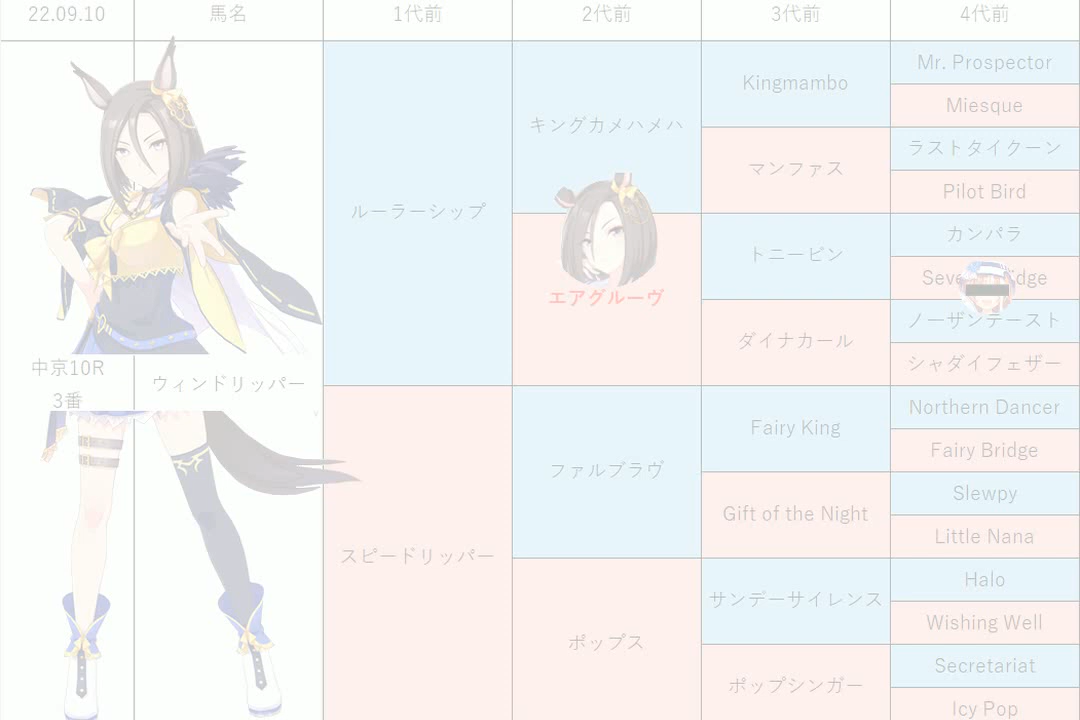 22.09.10
馬名
1代前
2代前
3代前
4代前
中京10R
3番
ウィンドリッパー
ルーラーシップ
スピードリッパー
キングカメハメハ
エアグルーヴ
ファルブラヴ
ポップス
Kingmambo
マンファス
トニービン
ダイナカール
Fairy King
Gift of the Night
サンデーサイレンス
ポップシンガー
Mr. Prospector
Miesque
ラストタイクーン
Pilot Bird
カンパラ
ノーザンテースト
シャダイフェザー
Northern Dancer
Fairy Bridge
Slewpy
Little Nana
Halo
Wishing Well
Secretariat
Icy Pop